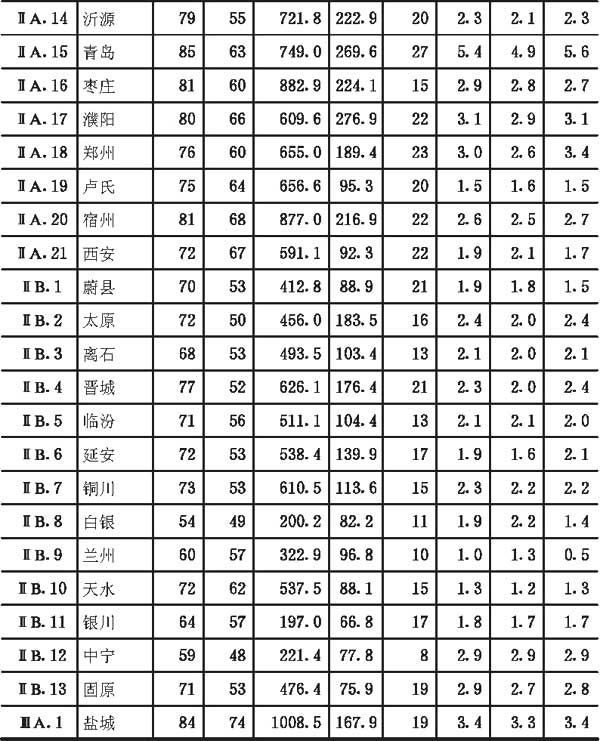 ⅡA.14 沂源 79 55 721.8 222.9 20 2.3 2.1 2.3
ⅡA.15 青岛 85 63 749.0 269.6 27 5.4 4.9 5.6
ⅡA.16 枣庄 81 60 882.9 224.1 15 2.9 2.8 2.7
ⅡA.17 濮阳 80 66 609.6 276.9 22 3.1 2.9 3.1
ⅡA.18 郑州 76 60 655.0 189.4 23 3.0 2.6 3.4
ⅡA.19 卢氏 75 64 656.6 95.3 20 1.5 1.6 1.5
ⅡA.20 宿州 81 68 877.0 216.9 22 2.6 2.5 2.7
ⅡA.21 西安 72 67 591.1 92.3 22 1.9 2.1 1.7
ⅡB.1 蔚县 70 53 412.8 88.9 21 1.9 1.8 1.5
ⅡB.2 太原 72 50 456.0 183.5 16 2.4 2.0 2.4
ⅡB.3 离石 68 53 493.5 103.4 13 2.1 2.0 2.1
ⅡB.4 晋城 77 52 626.1 176.4 21 2.3 2.0 2.4
ⅡB.5 临汾 71 56 511.1 104.4 13 2.1 2.1 2.0
ⅡB.6 延安 72 53 538.4 139.9 17 1.9 1.6 2.1
ⅡB.7 铜川 73 53 610.5 113.6 15 2.3 2.2 2.2
ⅡB.8 白银 54 49 200.2 82.2 11 1.9 2.2 1.4
ⅡB.9 兰州 60 57 322.9 96.8 10 1.0 1.3 0.5
ⅡB.10 天水 72 62 537.5 88.1 15 1.3 1.2 1.3
ⅡB.11 银川 64 57 197.0 66.8 17 1.8 1.7 1.7
ⅡB.12 中宁 59 48 221.4 77.8 8 2.9 2.9 2.9
ⅡB.13 固原 71 53 476.4 75.9 19 2.9 2.7 2.8
ⅢA.1 盐城 84 74 1008.5 167.9 19 3.4 3.3 3.4